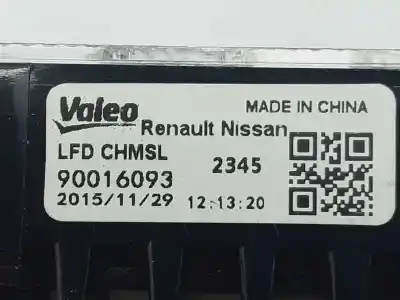 Valeo
MADE IN CHINA
Renault Nissan
LFD CHMSL
2345
90016093
2015/11/29 12:13:20